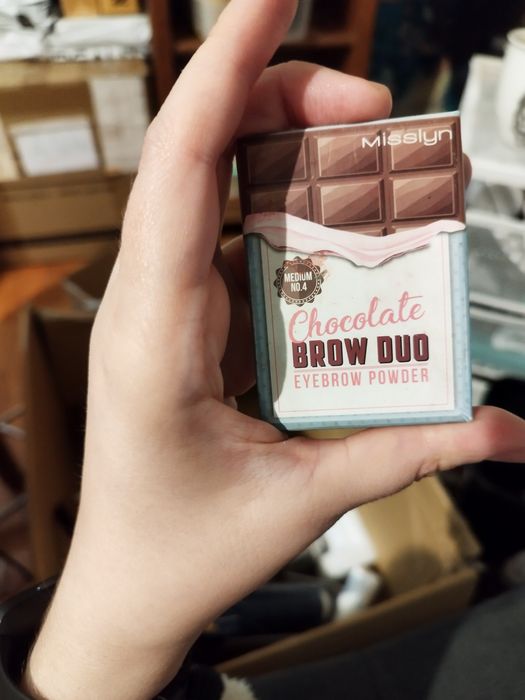 Misslyn
MEDIUM
NO.4
Chocolate
BROW DUO
EYEBROW POWDER